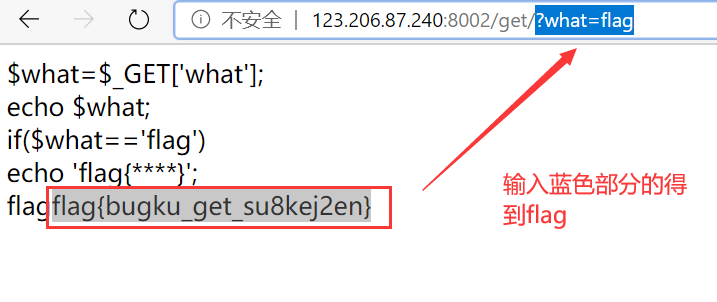 不安全 | 123.206.87.240:8002/get/?what=flag
$what=$_GET['what'];
echo $what;
if($what=='flag')
echo 'flag{****}';
flagflag{bugku_get_su8kej2en}
输入蓝色部分的得
到flag